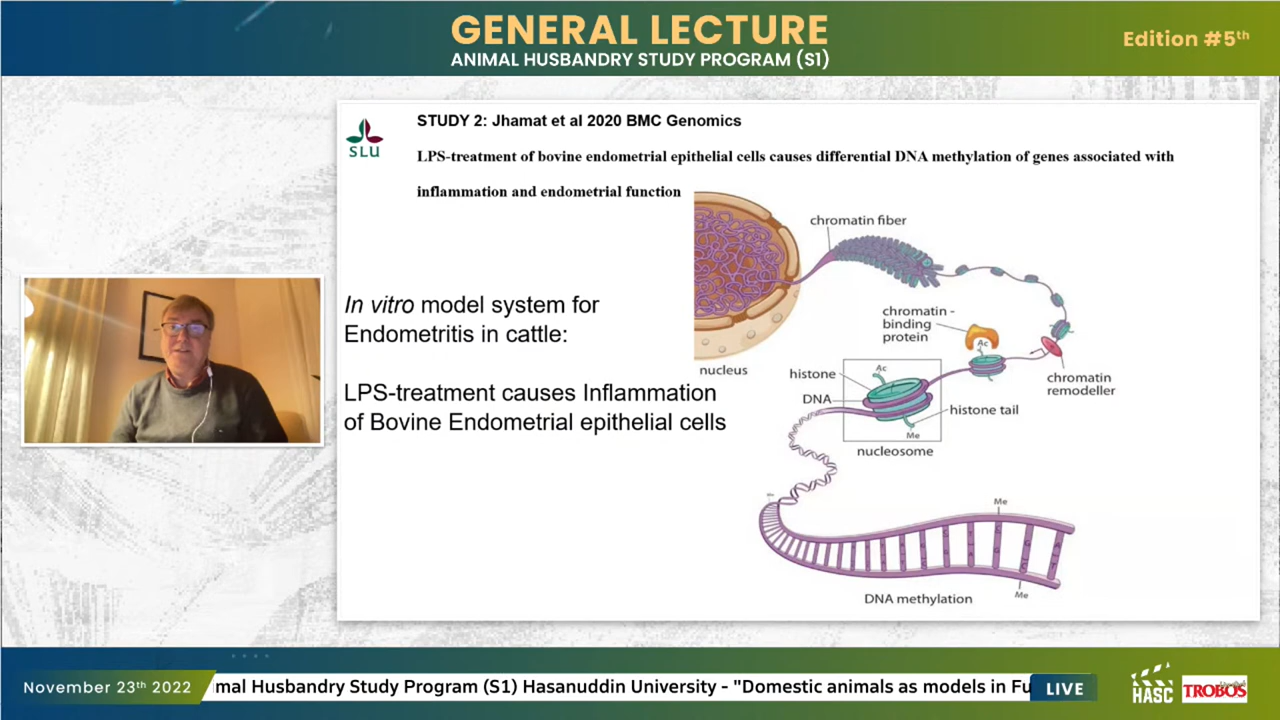 GENERAL LECTURE
ANIMAL HUSBANDRY STUDY PROGRAM (S1)
Edition #5th
SLU
STUDY 2: Jhamat et al 2020 BMC Genomics
LPS-treatment of bovine endometrial epithelial cells causes differential DNA methylation of genes associated with
inflammation and endometrial function
In vitro model system for
Endometritis in cattle:
LPS-treatment causes Inflammation
of Bovine Endometrial epithelial cells
chromatin fiber
chromatin -
binding
protein
Ac
nucleus
histone
Ac
DNA
chromatin
remodeller
histone tail
Me
nucleosome
Me
Me
DNA methylation
November 23th 2022
imal Husbandry Study Program (S1) Hasanuddin University - "Domestic animals as models in Fu
LIVE
HASC
TROBOS